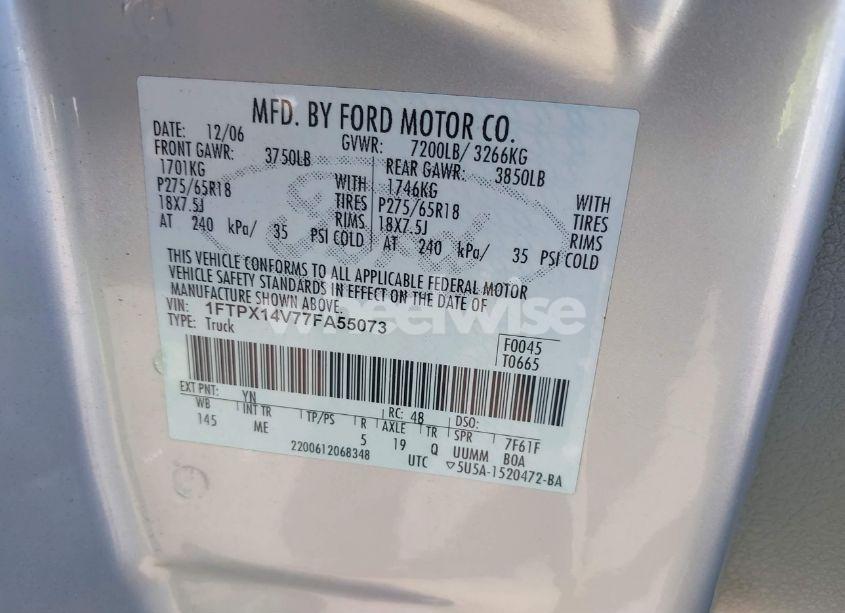 MFD. BY FORD MOTOR CO.
DATE: 12/06 GVWR: 7200LB/ 3266KG
FRONT GAWR: 3750LB REAR GAWR: 3850LB
1701KG WITH 1746KG WITH
P275/65R18 TIRES P275/65R18 TIRES
18X7.5J RIMS 18X7.5J RIMS
AT 240 kPa/ 35 PSI COLD AT 240 kPa/ 35 PSI COLD
THIS VEHICLE CONFORMS TO ALL APPLICABLE FEDERAL MOTOR
VEHICLE SAFETY STANDARDS IN EFFECT ON THE DATE OF
MANUFACTURE SHOWN ABOVE.
VIN: 1FTPX14V77FA55073
TYPE: Truck
F0045
T0665
EXT PNT: YN RC: 48 DSO:
WB INT TR TP/PS R AXLE TR SPR 7F61F
145 ME 5 19 Q UUMM BOA
2200612068348 UTC ▽5U5A-1520472-BA
wheelwise